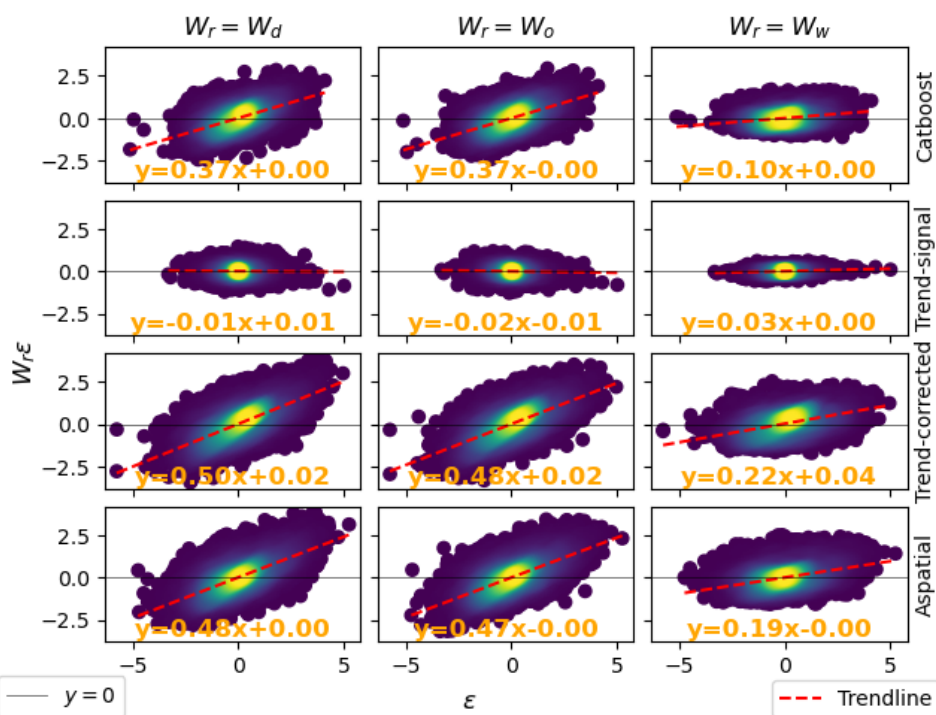 W_r = W_d
W_r = W_o
W_r = W_w
2.5
0.0
−2.5
y=0.37x+0.00
y=0.37x-0.00
y=0.10x+0.00
Catboost
2.5
0.0
−2.5
y=-0.01x+0.01
y=-0.02x-0.01
y=0.03x+0.00
Trend-signal
W_rε
2.5
0.0
−2.5
y=0.50x+0.02
y=0.48x+0.02
y=0.22x+0.04
Trend-corrected
2.5
0.0
−2.5
y=0.48x+0.00
y=0.47x-0.00
y=0.19x-0.00
Aspatial
−5 0 5
−5 0 5
−5 0 5
ε
y = 0
Trendline